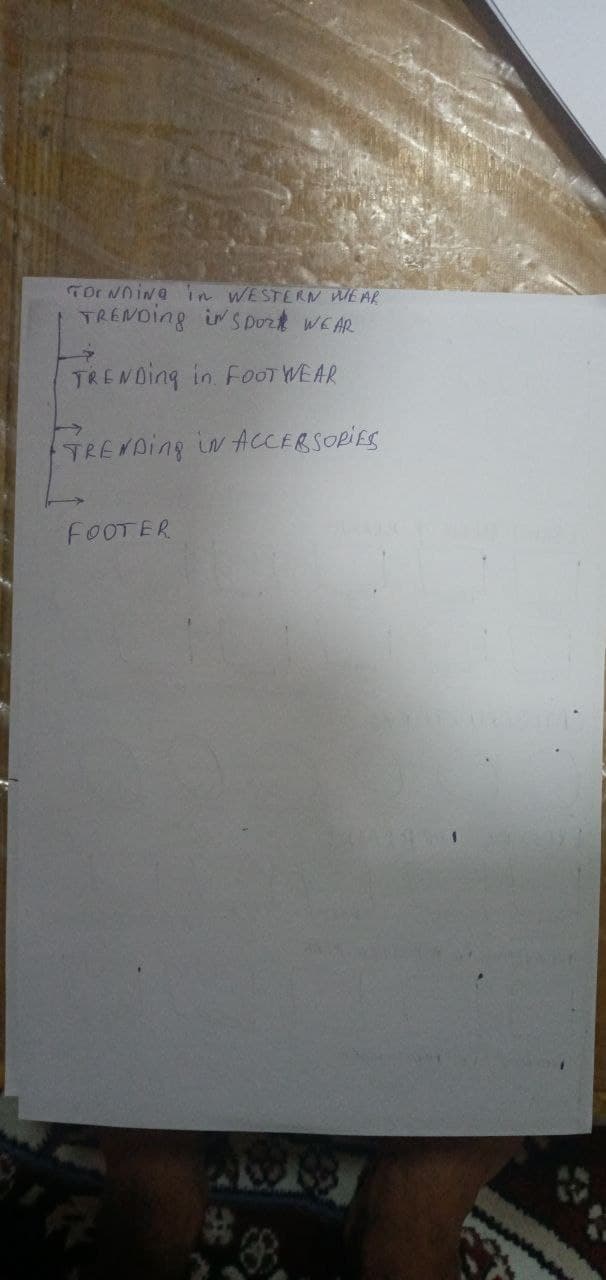 TRENDING in WESTERN WEAR
TRENDing in SPORT WEAR
TRENDing in FOOTWEAR
TRENDing iN ACCESSORiES
FOOTER